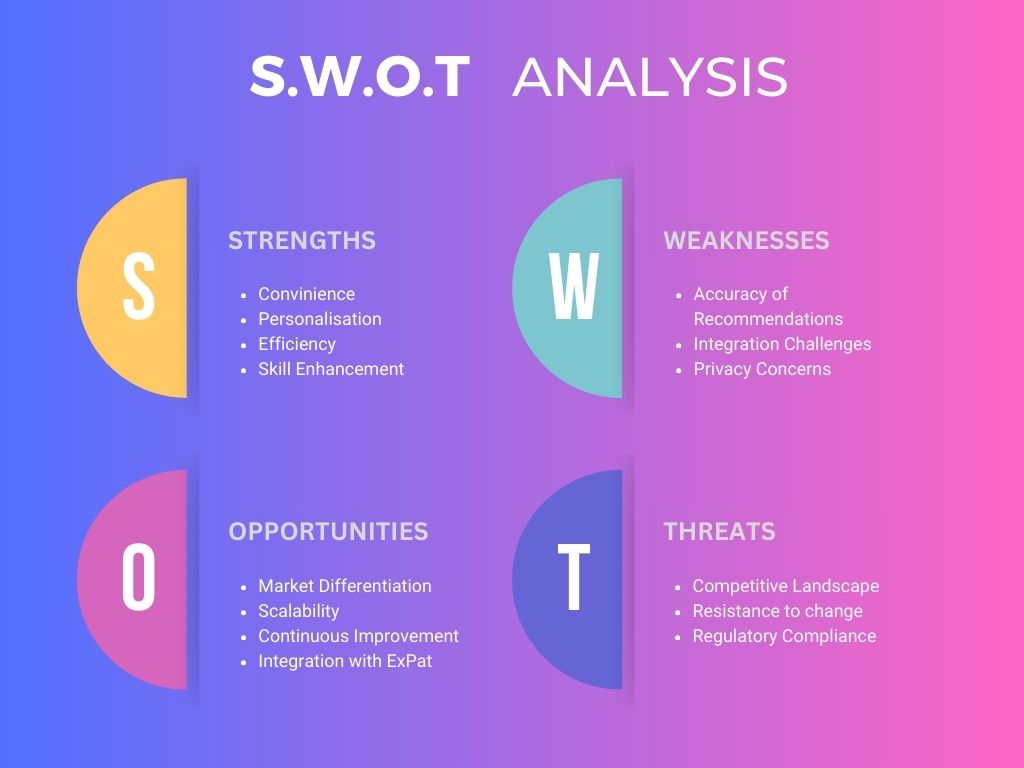 S.W.O.T ANALYSIS
S
STRENGTHS
• Convinience
• Personalisation
• Efficiency
• Skill Enhancement
W
WEAKNESSES
• Accuracy of
Recommendations
• Integration Challenges
• Privacy Concerns
O
OPPORTUNITIES
• Market Differentiation
• Scalability
• Continuous Improvement
• Integration with ExPat
T
THREATS
• Competitive Landscape
• Resistance to change
• Regulatory Compliance